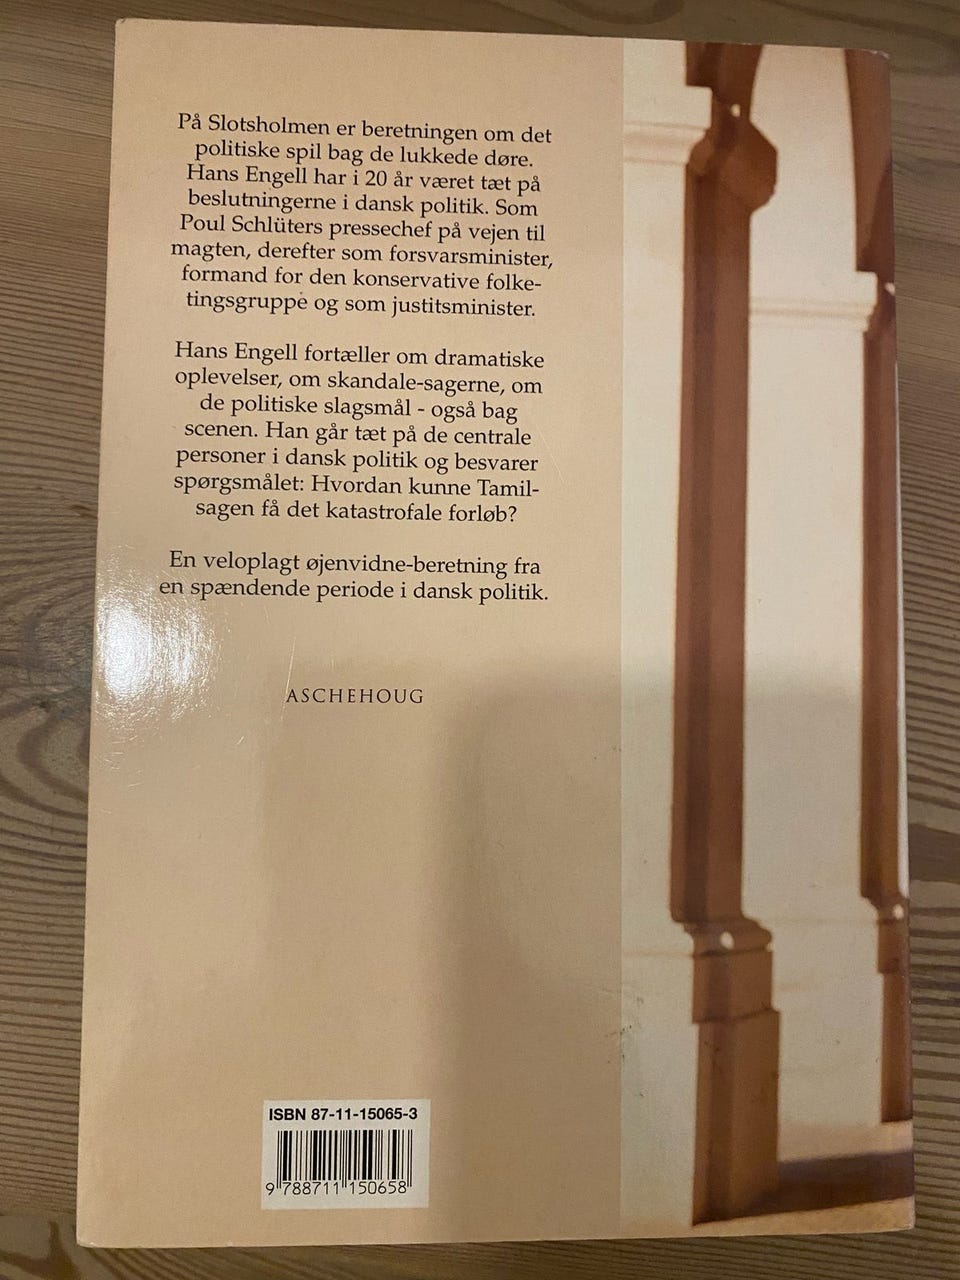 På Slotsholmen er beretningen om det
politiske spil bag de lukkede døre.
Hans Engell har i 20 år været tæt på
beslutningerne i dansk politik. Som
Poul Schlüters pressechef på vejen til
magten, derefter som forsvarsminister,
formand for den konservative folke-
tingsgruppe og som justitsminister.
Hans Engell fortæller om dramatiske
oplevelser, om skandale-sagerne, om
de politiske slagsmål - også bag
scenen. Han går tæt på de centrale
personer i dansk politik og besvarer
spørgsmålet: Hvordan kunne Tamil-
sagen få det katastrofale forløb?
En veloplagt øjenvidne-beretning fra
en spændende periode i dansk politik.
ASCHEHOUG
ISBN 87-11-15065-3
9 788711 150658